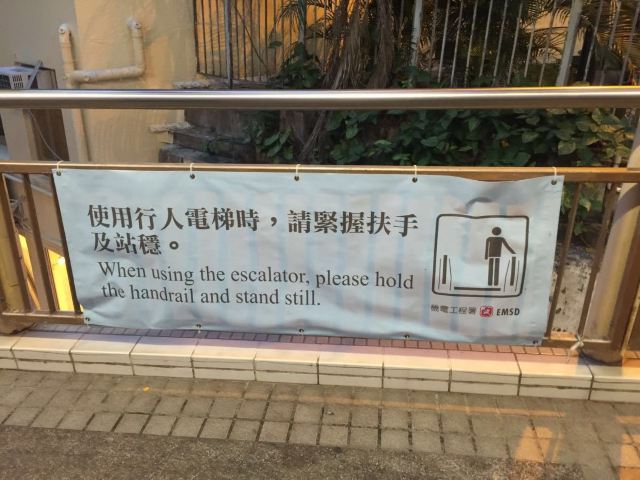 使用行人電梯時，請緊握扶手
及站穩。
When using the escalator, please hold
the handrail and stand still.
機電工程署 EMSD